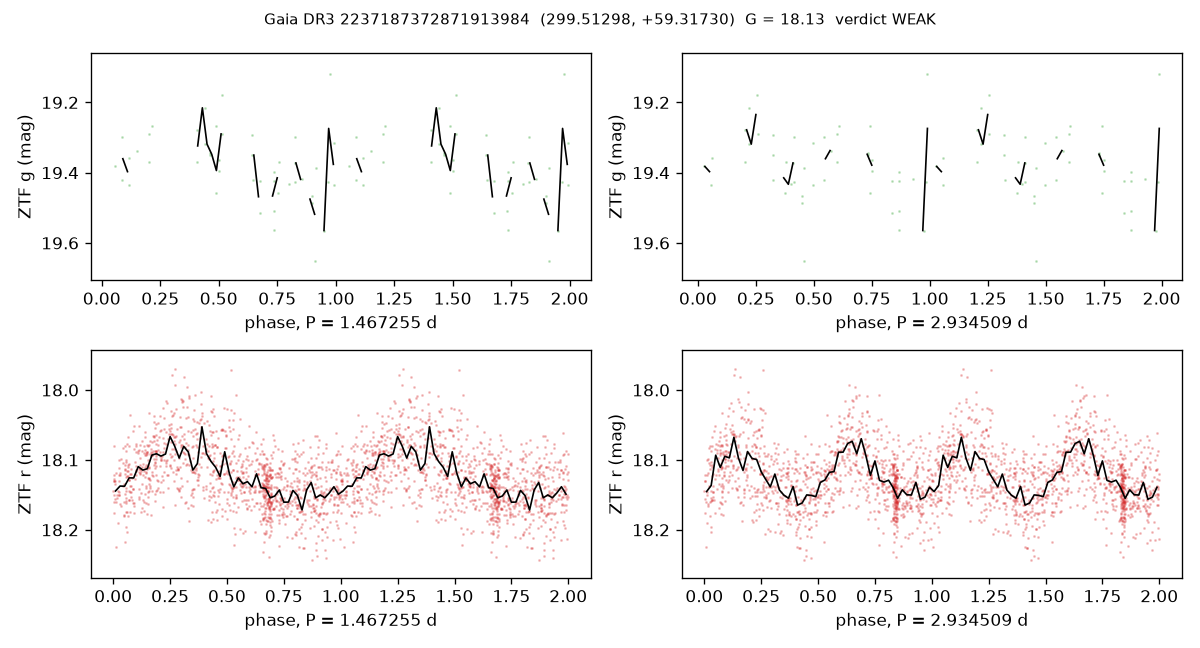 Gaia DR3 2237187372871913984 (299.51298, +59.31730) G = 18.13 verdict WEAK
ZTF g (mag)
19.2
19.4
19.6
0.00 0.25 0.50 0.75 1.00 1.25 1.50 1.75 2.00
phase, P = 1.467255 d
ZTF g (mag)
19.2
19.4
19.6
0.00 0.25 0.50 0.75 1.00 1.25 1.50 1.75 2.00
phase, P = 2.934509 d
ZTF r (mag)
18.0
18.1
18.2
0.00 0.25 0.50 0.75 1.00 1.25 1.50 1.75 2.00
phase, P = 1.467255 d
ZTF r (mag)
18.0
18.1
18.2
0.00 0.25 0.50 0.75 1.00 1.25 1.50 1.75 2.00
phase, P = 2.934509 d